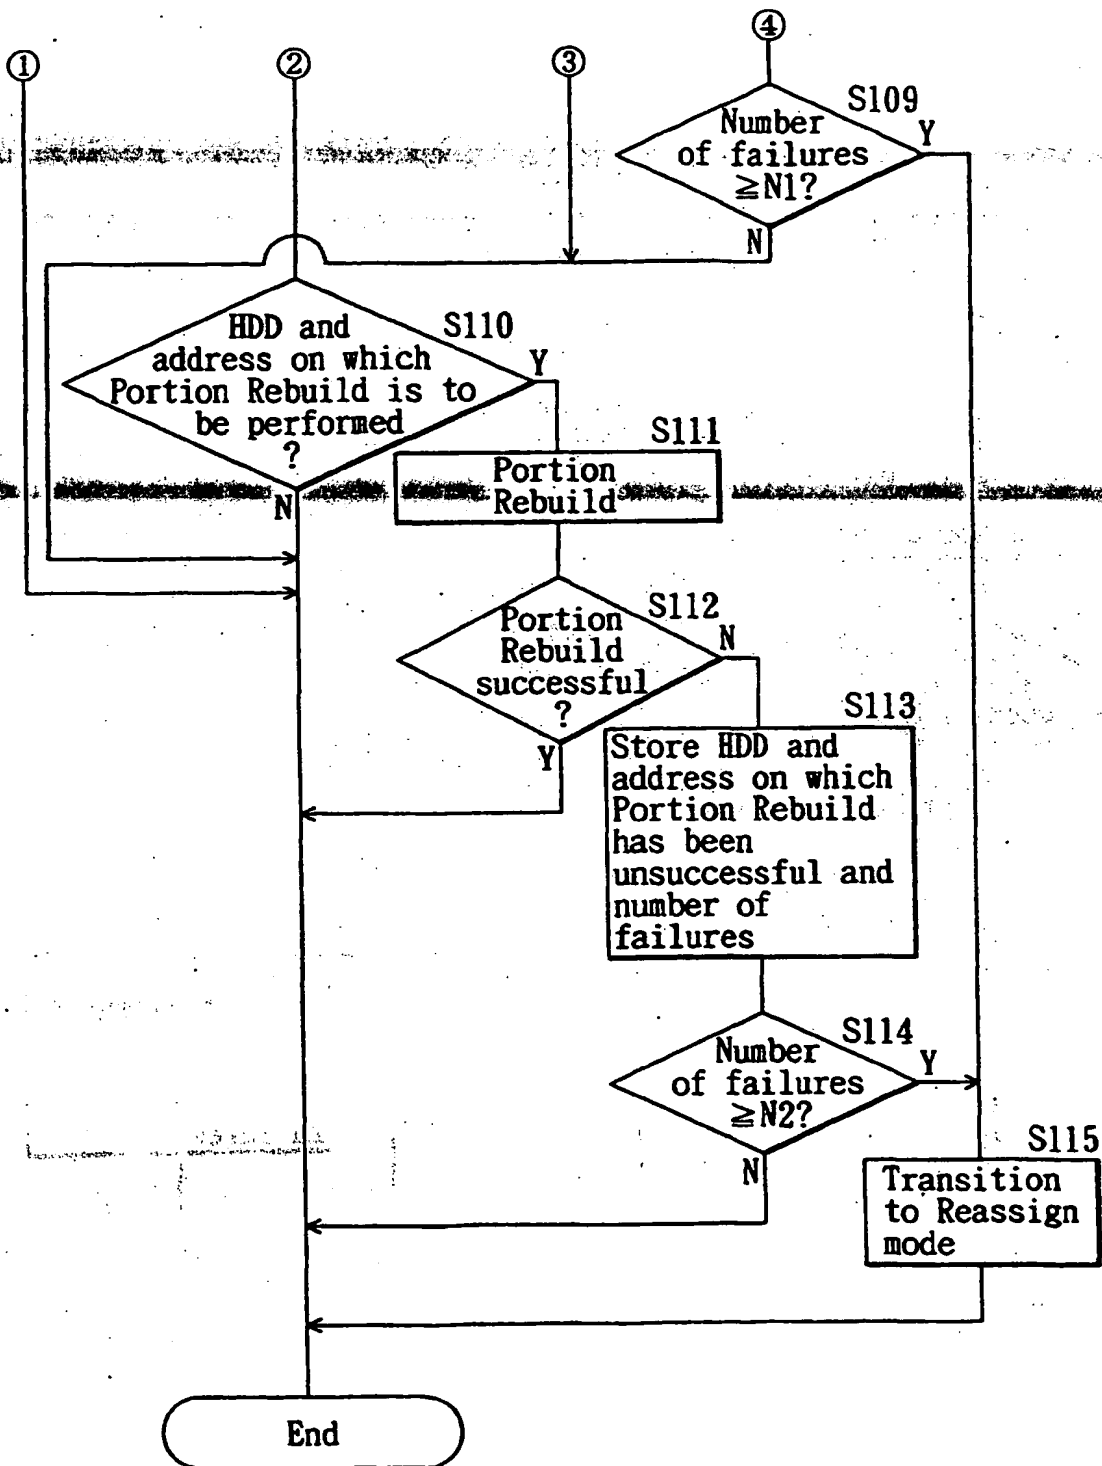 ④
① ② ③
S109
Number
of failures
≧N1?
Y
N
S110
HDD and
address on which
Portion Rebuild is to
be performed
?
Y
N
S111
Portion
Rebuild
S112
Portion
Rebuild
successful
?
N
Y
S113
Store HDD and
address on which
Portion Rebuild
has been
unsuccessful and
number of
failures
S114
Number
of failures
≧N2?
Y
N
S115
Transition
to Reassign
mode
End